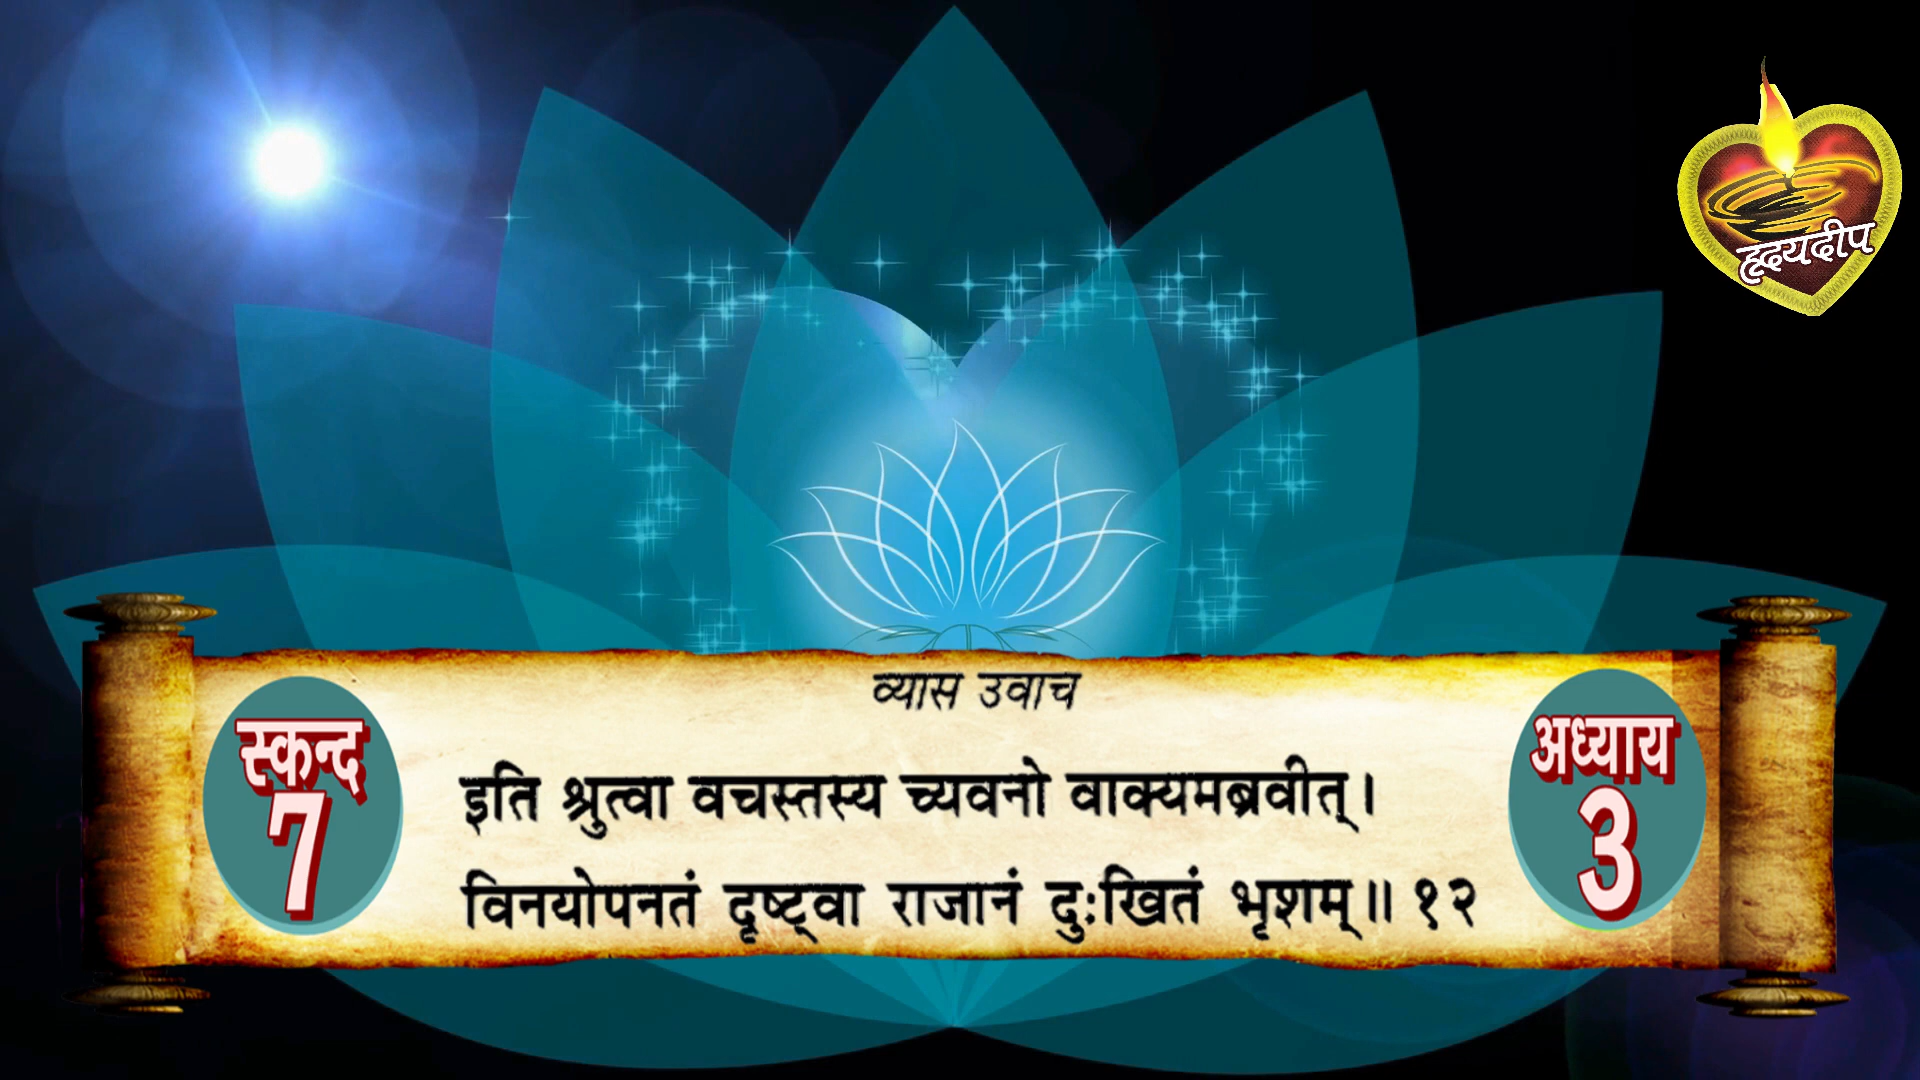 हृदयदीप
व्यास उवाच
स्कन्द
7
इति श्रुत्वा वचस्तस्य च्यवनो वाक्यमब्रवीत्।
विनयोपनतं दृष्ट्वा राजानं दुःखितं भृशम्॥ १२
अध्याय
3